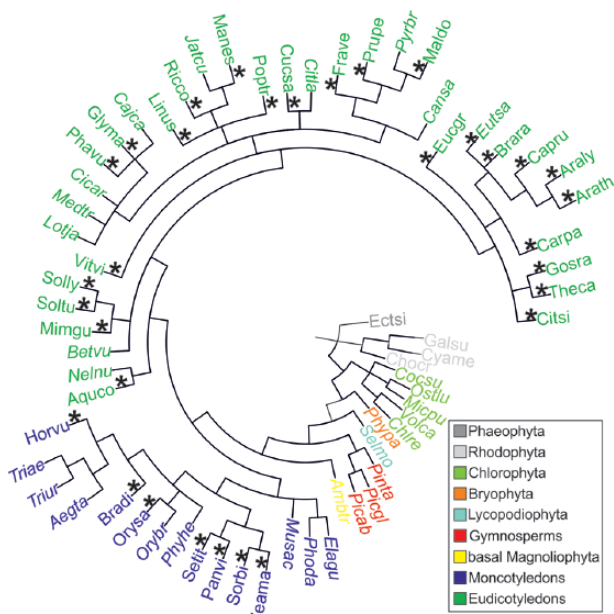 Manes
Jatcu
Ricco
Linus
Poptr
Cucsa
Citla
Frave
Prupe
Pyrbr
Maldo
Cansa
Eucgr
Eutsa
Brara
Capru
Araly
Arath
Carpa
Gosra
Theca
Citsi
Cajca
Glyma
Phavu
Cicar
Medtr
Lotja
Vitvi
Solly
Soltu
Mimgu
Betvu
Nelnu
Aquco
Horvu
Triae
Triur
Aegta
Bradi
Orysa
Orybr
Phyhe
Setit
Panvi
Sorbi
Zeama
Musac
Phoda
Elagu
Ambtr
Picab
Picgl
Pinta
Selmo
Phypa
Chlre
Volca
Micpu
Ostlu
Cocsu
Chocr
Cyame
Galsu
Ectsi
Phaeophyta
Rhodophyta
Chlorophyta
Bryophyta
Lycopodiophyta
Gymnosperms
basal Magnoliophyta
Moncotyledons
Eudicotyledons